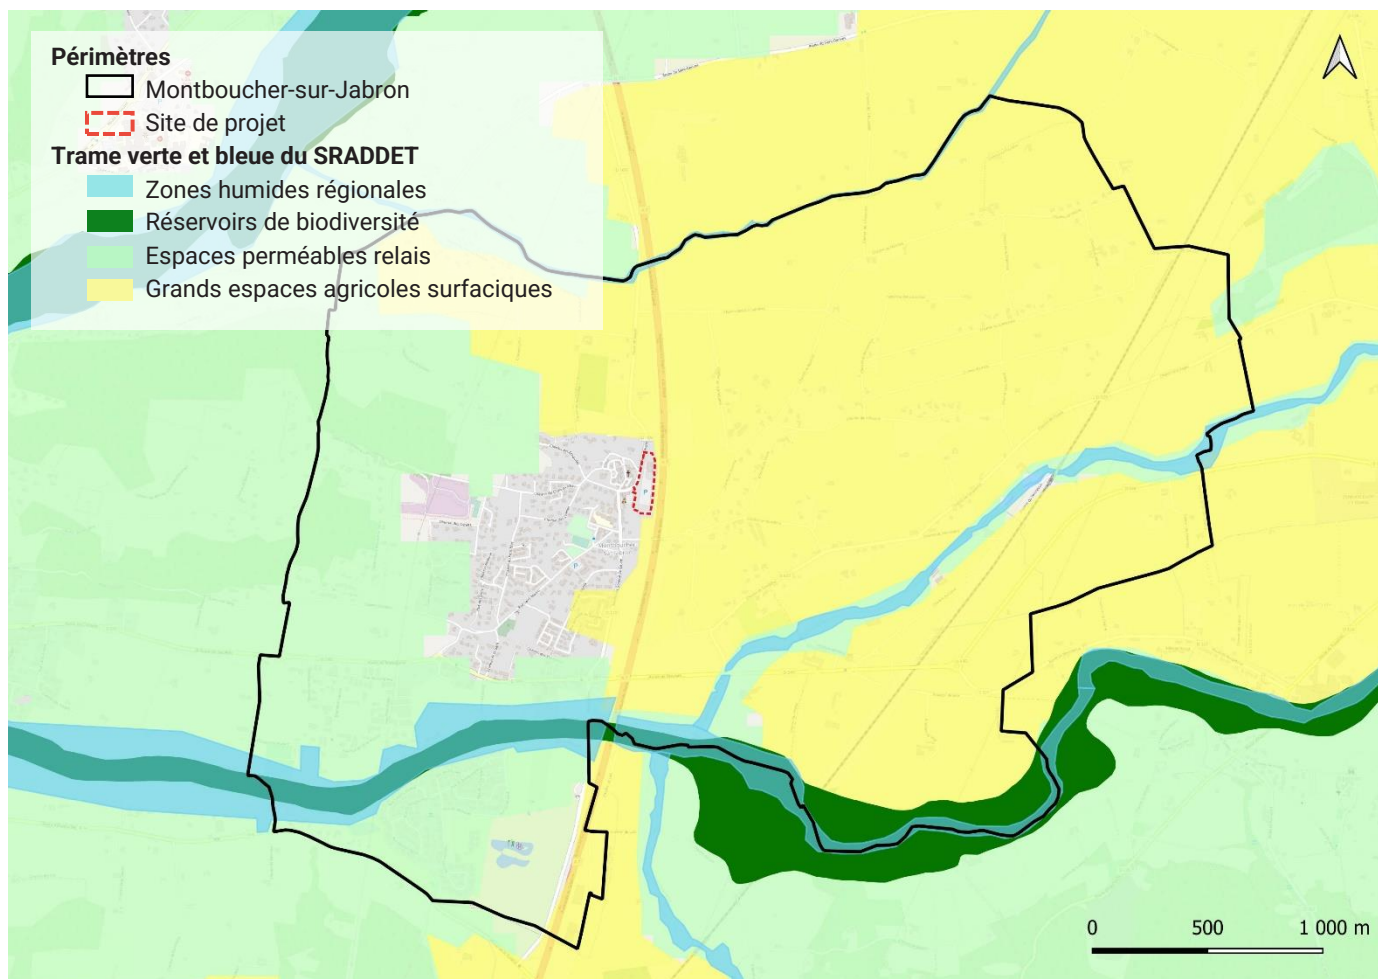 Périmètres
Montboucher-sur-Jabron
Site de projet
Trame verte et bleue du SRADDET
Zones humides régionales
Réservoirs de biodiversité
Espaces perméables relais
Grands espaces agricoles surfaciques
P
P
0 500 1 000 m